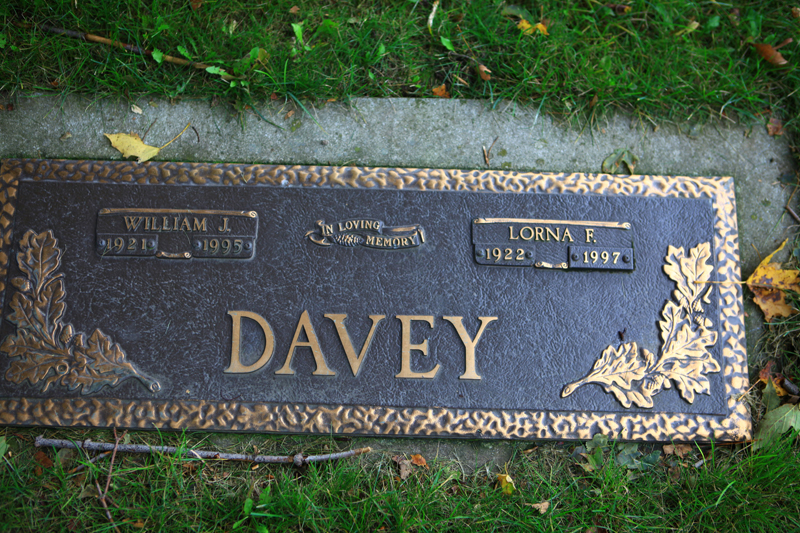 WILLIAM J.
1921 1995
IN LOVING
MEMORY
LORNA F.
1922 1997
DAVEY